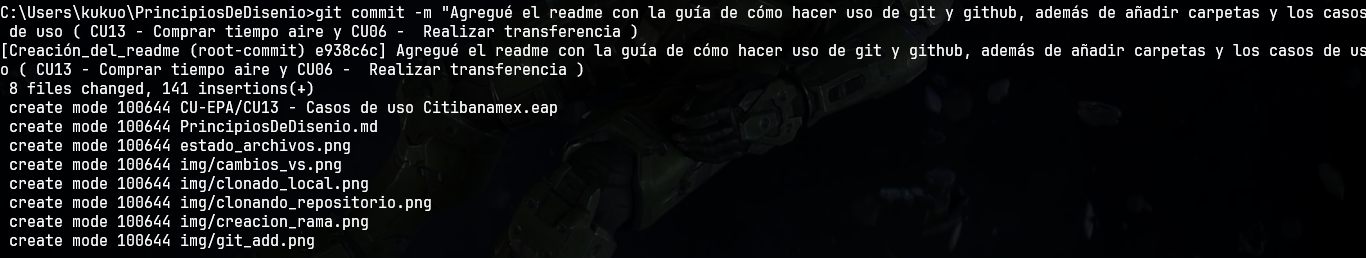 C:\Users\kukuo\PrincipiosDeDisenio>git commit -m "Agregué el readme con la guía de cómo hacer uso de git y github, además de añadir carpetas y los casos
 de uso ( CU13 - Comprar tiempo aire y CU06 -  Realizar transferencia )
[Creación_del_readme (root-commit) e938c6c] Agregué el readme con la guía de cómo hacer uso de git y github, además de añadir carpetas y los casos de us
o ( CU13 - Comprar tiempo aire y CU06 -  Realizar transferencia )
 8 files changed, 141 insertions(+)
 create mode 100644 CU-EPA/CU13 - Casos de uso Citibanamex.eap
 create mode 100644 PrincipiosDeDisenio.md
 create mode 100644 estado_archivos.png
 create mode 100644 img/cambios_vs.png
 create mode 100644 img/clonado_local.png
 create mode 100644 img/clonando_repositorio.png
 create mode 100644 img/creacion_rama.png
 create mode 100644 img/git_add.png